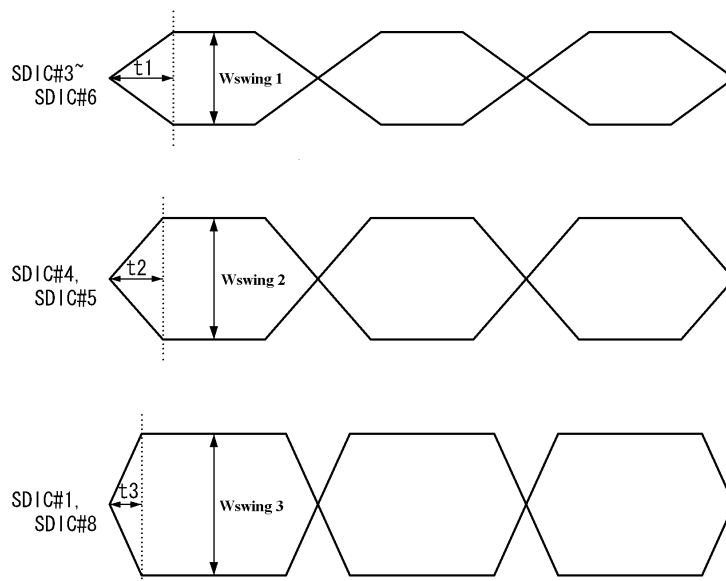 SDIC#3~
SDIC#6
t1
Wswing 1
SDIC#4,
SDIC#5
t2
Wswing 2
SDIC#1,
SDIC#8
t3
Wswing 3